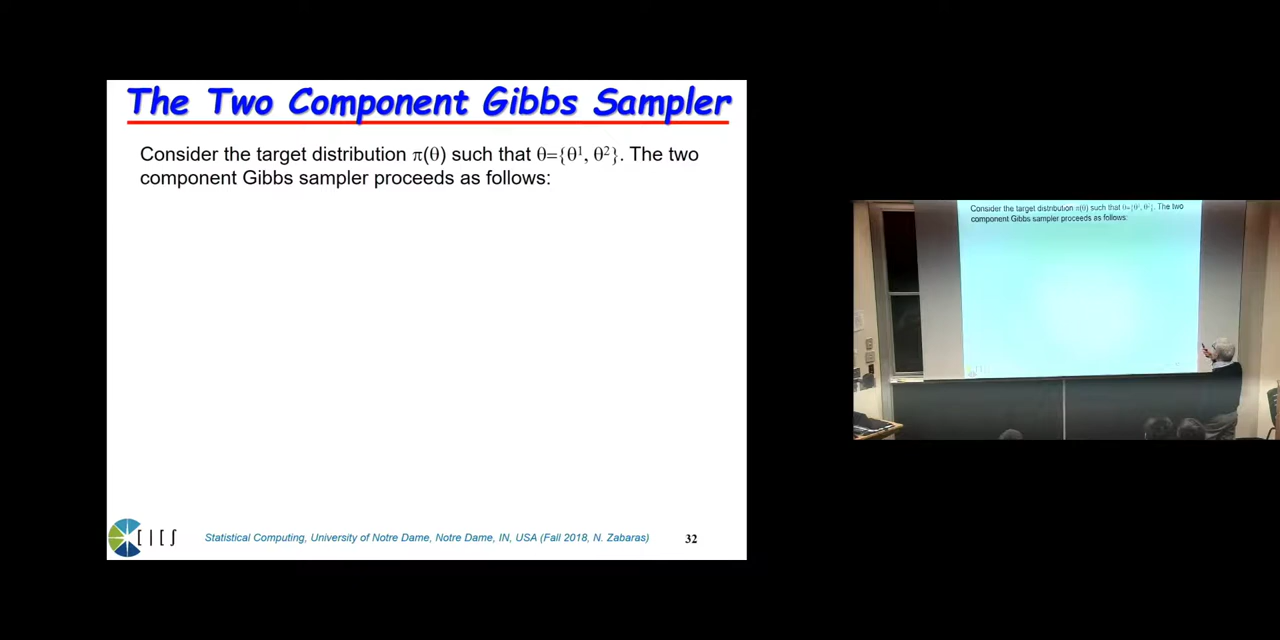 The Two Component Gibbs Sampler
Consider the target distribution π(θ) such that θ={θ¹, θ²}. The two
component Gibbs sampler proceeds as follows:
CICS
Statistical Computing, University of Notre Dame, Notre Dame, IN, USA (Fall 2018, N. Zabaras)
32
Consider the target distribution π(θ) such that θ={θ¹, θ²}. The two
component Gibbs sampler proceeds as follows: